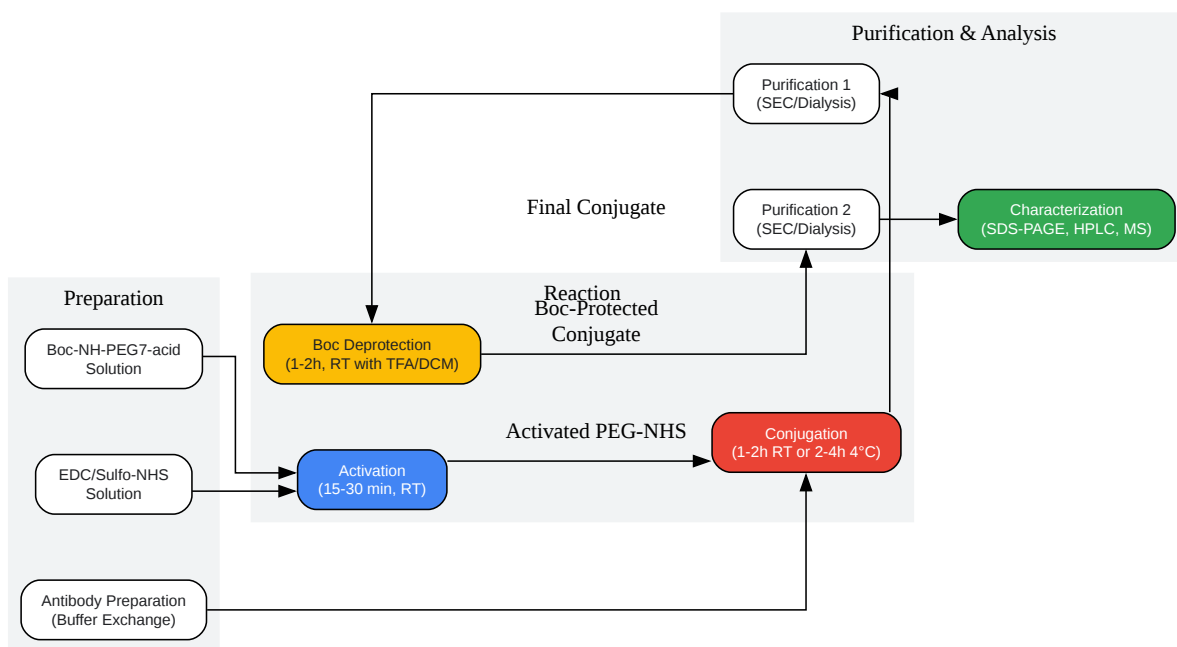 Purification & Analysis
Purification 1
(SEC/Dialysis)
Final Conjugate
Purification 2
(SEC/Dialysis)
Characterization
(SDS-PAGE, HPLC, MS)
Preparation
Boc-NH-PEG7-acid
Solution
EDC/Sulfo-NHS
Solution
Antibody Preparation
(Buffer Exchange)
Reaction
Boc-Protected
Conjugate
Boc Deprotection
(1-2h, RT with TFA/DCM)
Activated PEG-NHS
Activation
(15-30 min, RT)
Conjugation
(1-2h RT or 2-4h 4°C)